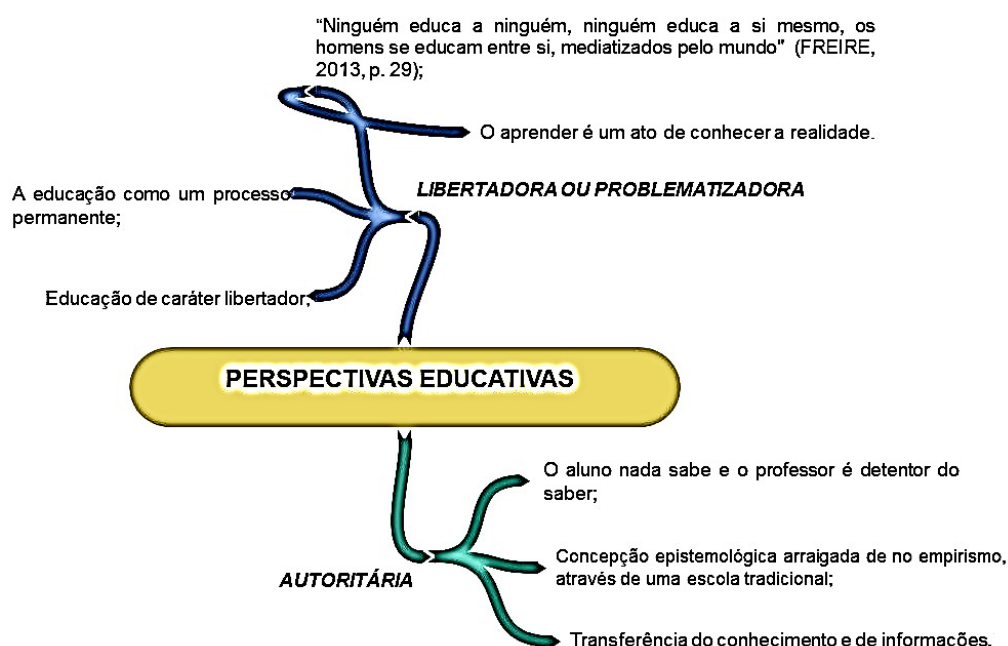 “Ninguém educa a ninguém, ninguém educa a si mesmo, os
homens se educam entre si, mediatizados pelo mundo” (FREIRE,
2013, p. 29);
O aprender é um ato de conhecer a realidade.
LIBERTADORA OU PROBLEMATIZADORA
A educação como um processo
permanente;
Educação de caráter libertador;
PERSPECTIVAS EDUCATIVAS
O aluno nada sabe e o professor é detentor do
saber;
Concepção epistemológica arraigada de no empirismo,
através de uma escola tradicional;
AUTORITÁRIA
Transferência do conhecimento e de informações.